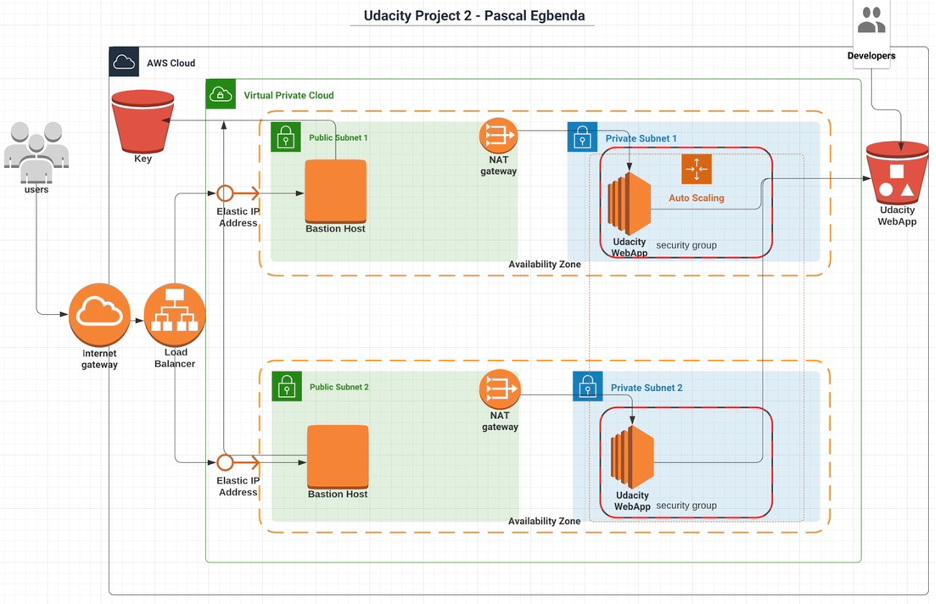 Udacity Project 2 - Pascal Egbenda
Developers
AWS Cloud
Virtual Private Cloud
Key
users
Public Subnet 1
NAT
gateway
Private Subnet 1
Auto Scaling
Elastic IP
Address
Bastion Host
Udacity
WebApp
security group
Udacity
WebApp
Availability Zone
Internet
gateway
Load
Balancer
Public Subnet 2
NAT
gateway
Private Subnet 2
Elastic IP
Address
Bastion Host
Udacity
WebApp
security group
Availability Zone